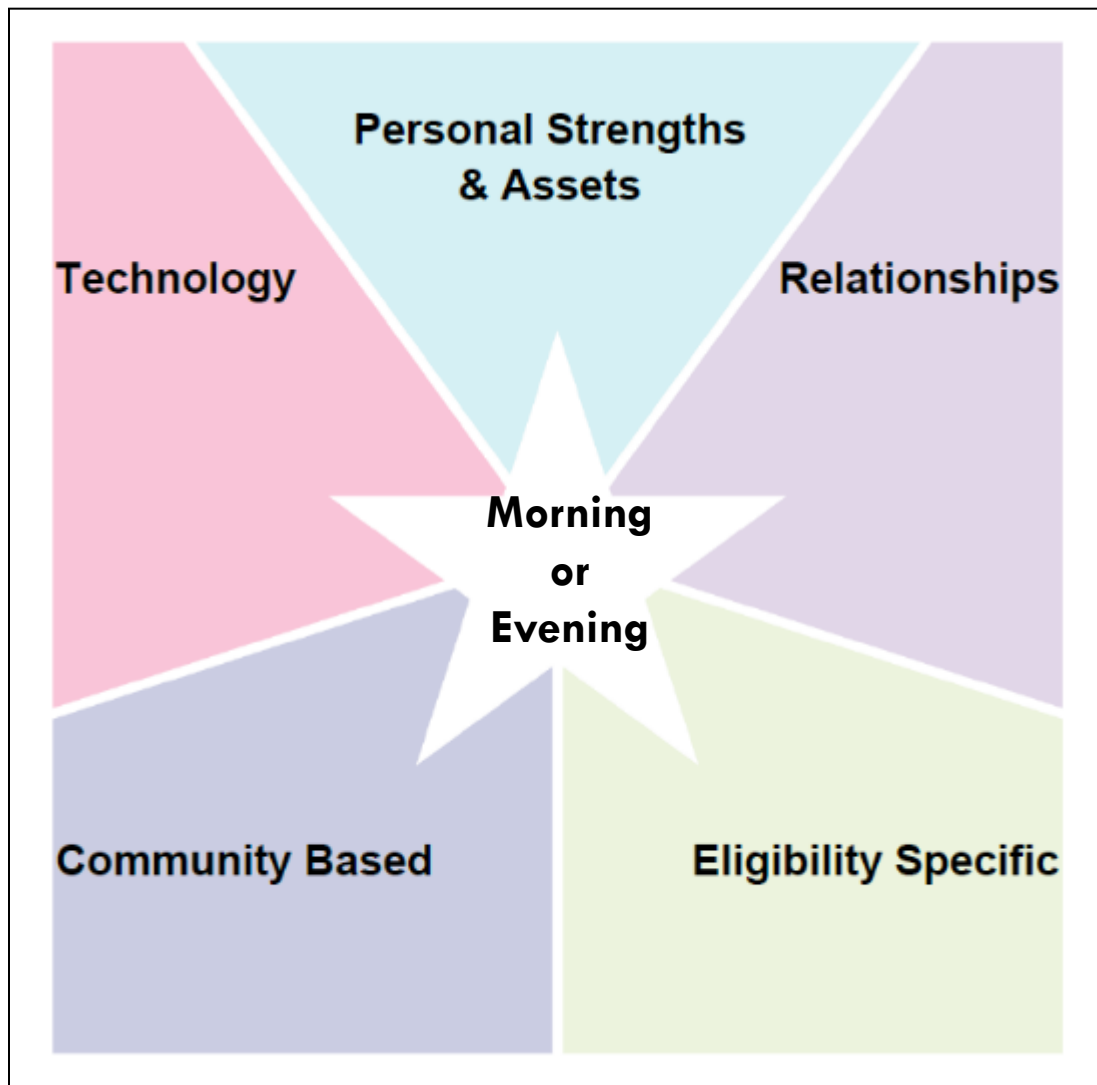 Personal Strengths
& Assets
Technology
Relationships
Morning
or
Evening
Community Based
Eligibility Specific